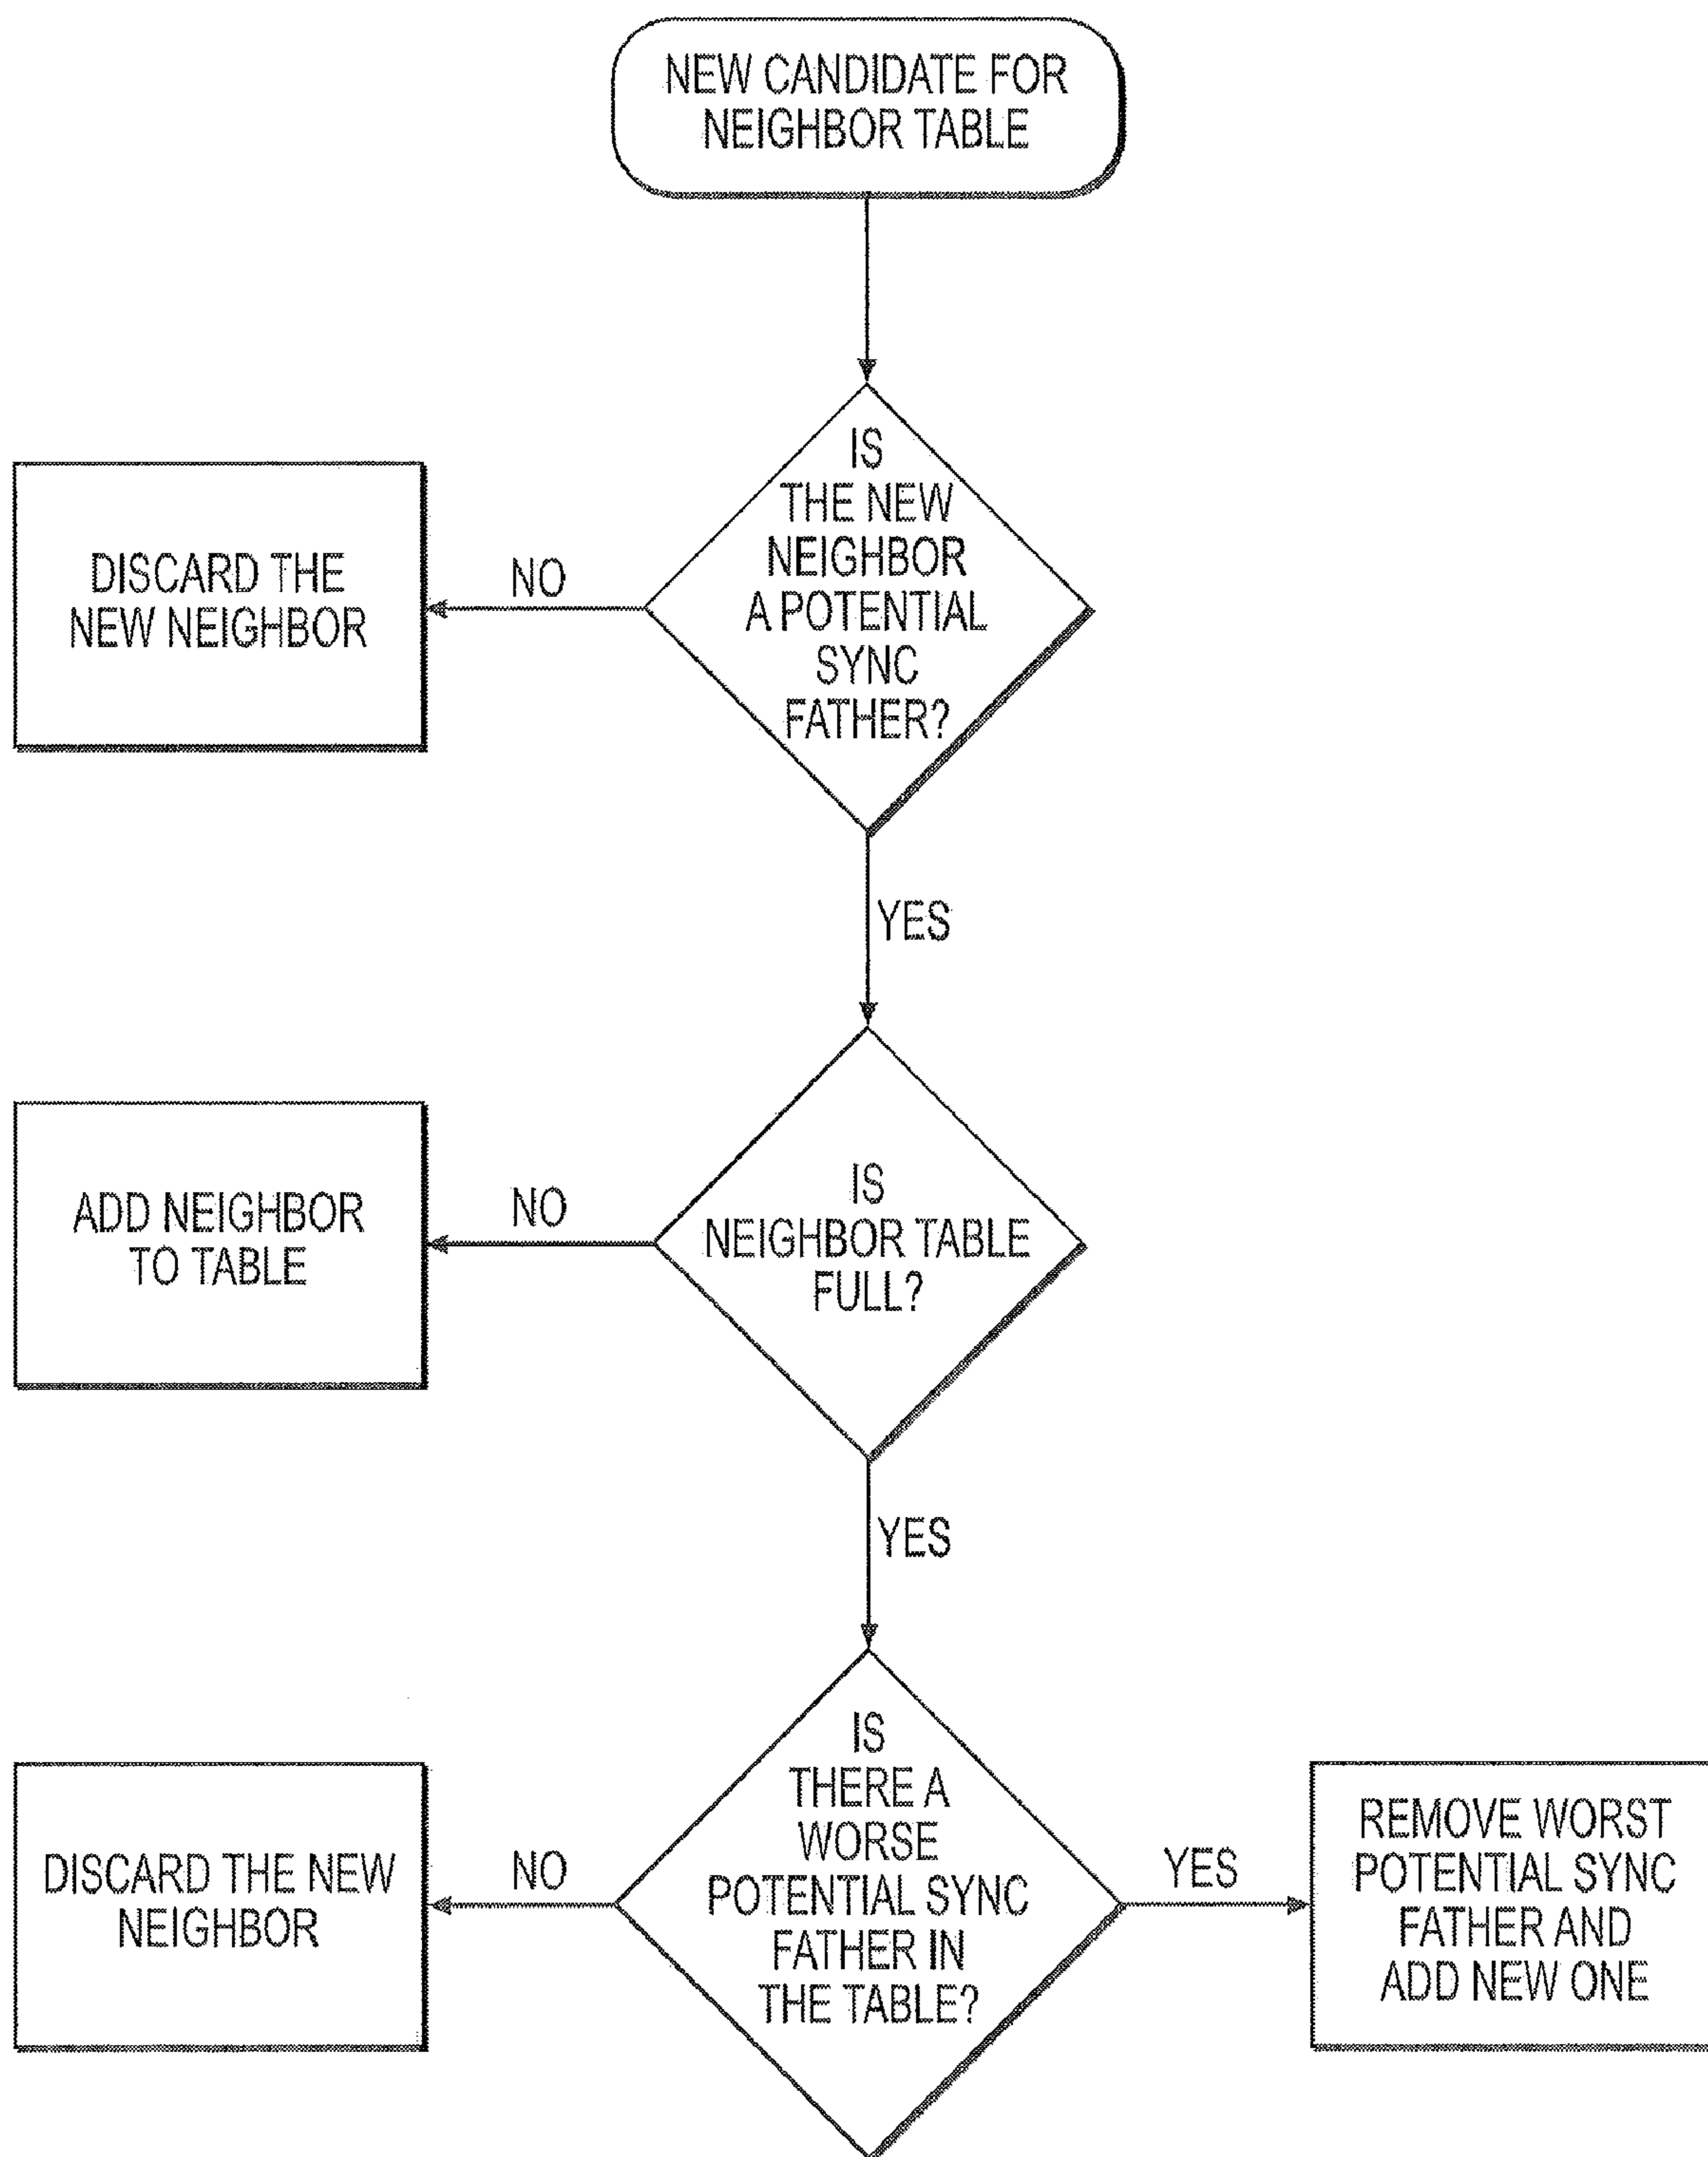 NEW CANDIDATE FOR
NEIGHBOR TABLE
IS
THE NEW
NEIGHBOR
A POTENTIAL
SYNC
FATHER?
NO
DISCARD THE
NEW NEIGHBOR
YES
IS
NEIGHBOR TABLE
FULL?
NO
ADD NEIGHBOR
TO TABLE
YES
IS
THERE A
WORSE
POTENTIAL SYNC
FATHER IN
THE TABLE?
NO
DISCARD THE NEW
NEIGHBOR
YES
REMOVE WORST
POTENTIAL SYNC
FATHER AND
ADD NEW ONE